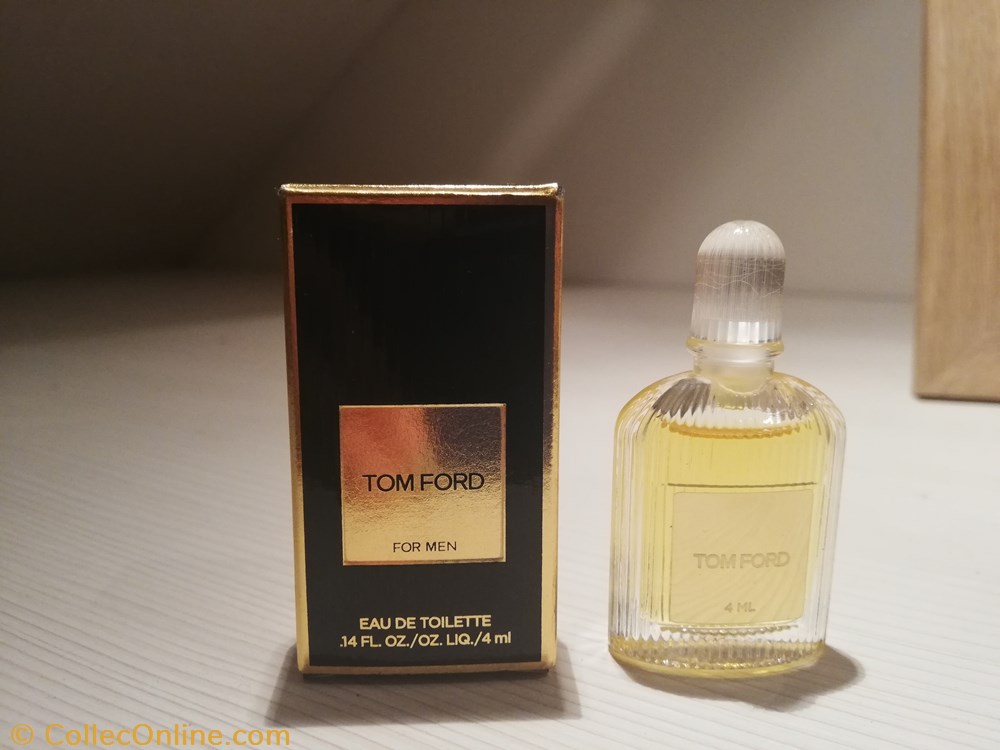 TOM FORD
FOR MEN
EAU DE TOILETTE
.14 FL. OZ./OZ. LIQ./4 ml
TOM FORD
4 ML
© CollecOnline.com